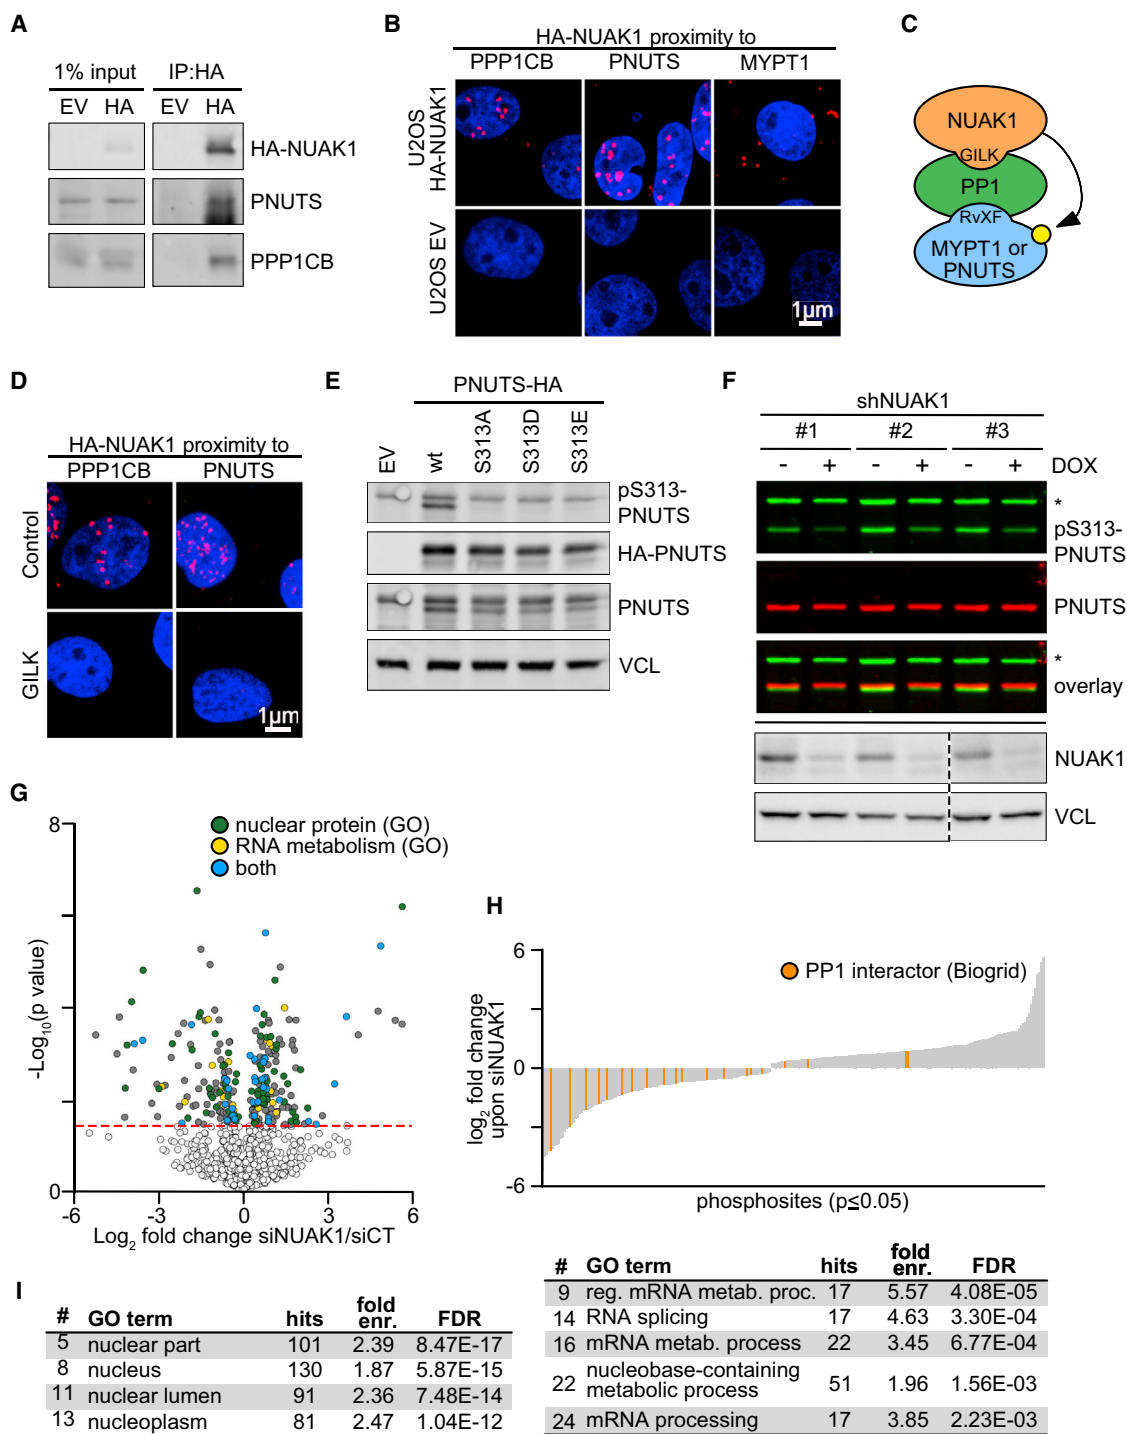 A
1% input IP:HA
EV HA EV HA
HA-NUAK1
PNUTS
PPP1CB
B
HA-NUAK1 proximity to
PPP1CB PNUTS MYPT1
U2OS
HA-NUAK1
U2OS EV
1µm
C
NUAK1
GILK
PP1
RvXF
MYPT1 or
PNUTS
D
HA-NUAK1 proximity to
PPP1CB PNUTS
Control
GILK
1µm
E
PNUTS-HA
EV wt S313A S313D S313E
pS313-
PNUTS
HA-PNUTS
PNUTS
VCL
F
shNUAK1
#1 #2 #3
- + - + - + DOX
*
pS313-
PNUTS
PNUTS
*
overlay
NUAK1
VCL
G
8
nuclear protein (GO)
RNA metabolism (GO)
both
-Log10(p value)
0
-6 -3 0 3 6
Log2 fold change siNUAK1/siCT
H
6
PP1 interactor (Biogrid)
log2 fold change
upon siNUAK1
0
-6
phosphosites (p≤0.05)
I
# GO term hits fold enr. FDR
5 nuclear part 101 2.39 8.47E-17
8 nucleus 130 1.87 5.87E-15
11 nuclear lumen 91 2.36 7.48E-14
13 nucleoplasm 81 2.47 1.04E-12
# GO term hits fold enr. FDR
9 reg. mRNA metab. proc. 17 5.57 4.08E-05
14 RNA splicing 17 4.63 3.30E-04
16 mRNA metab. process 22 3.45 6.77E-04
22 nucleobase-containing metabolic process 51 1.96 1.56E-03
24 mRNA processing 17 3.85 2.23E-03